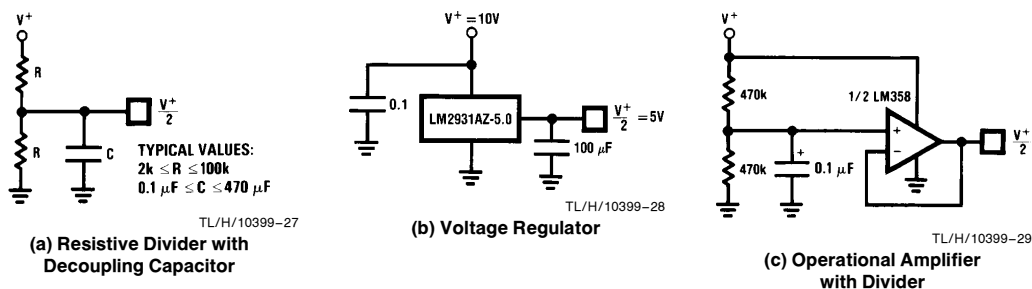 V+
R
V+
2
R
C
TYPICAL VALUES:
2k ≤ R ≤ 100k
0.1 μF ≤ C ≤ 470 μF
TL/H/10399–27
(a) Resistive Divider with
Decoupling Capacitor
V+ = 10V
0.1
LM2931AZ-5.0
V+
2
= 5V
100 μF
TL/H/10399–28
(b) Voltage Regulator
V+
470k
1/2 LM358
+
−
V+
2
470k
+
0.1 μF
TL/H/10399–29
(c) Operational Amplifier
with Divider